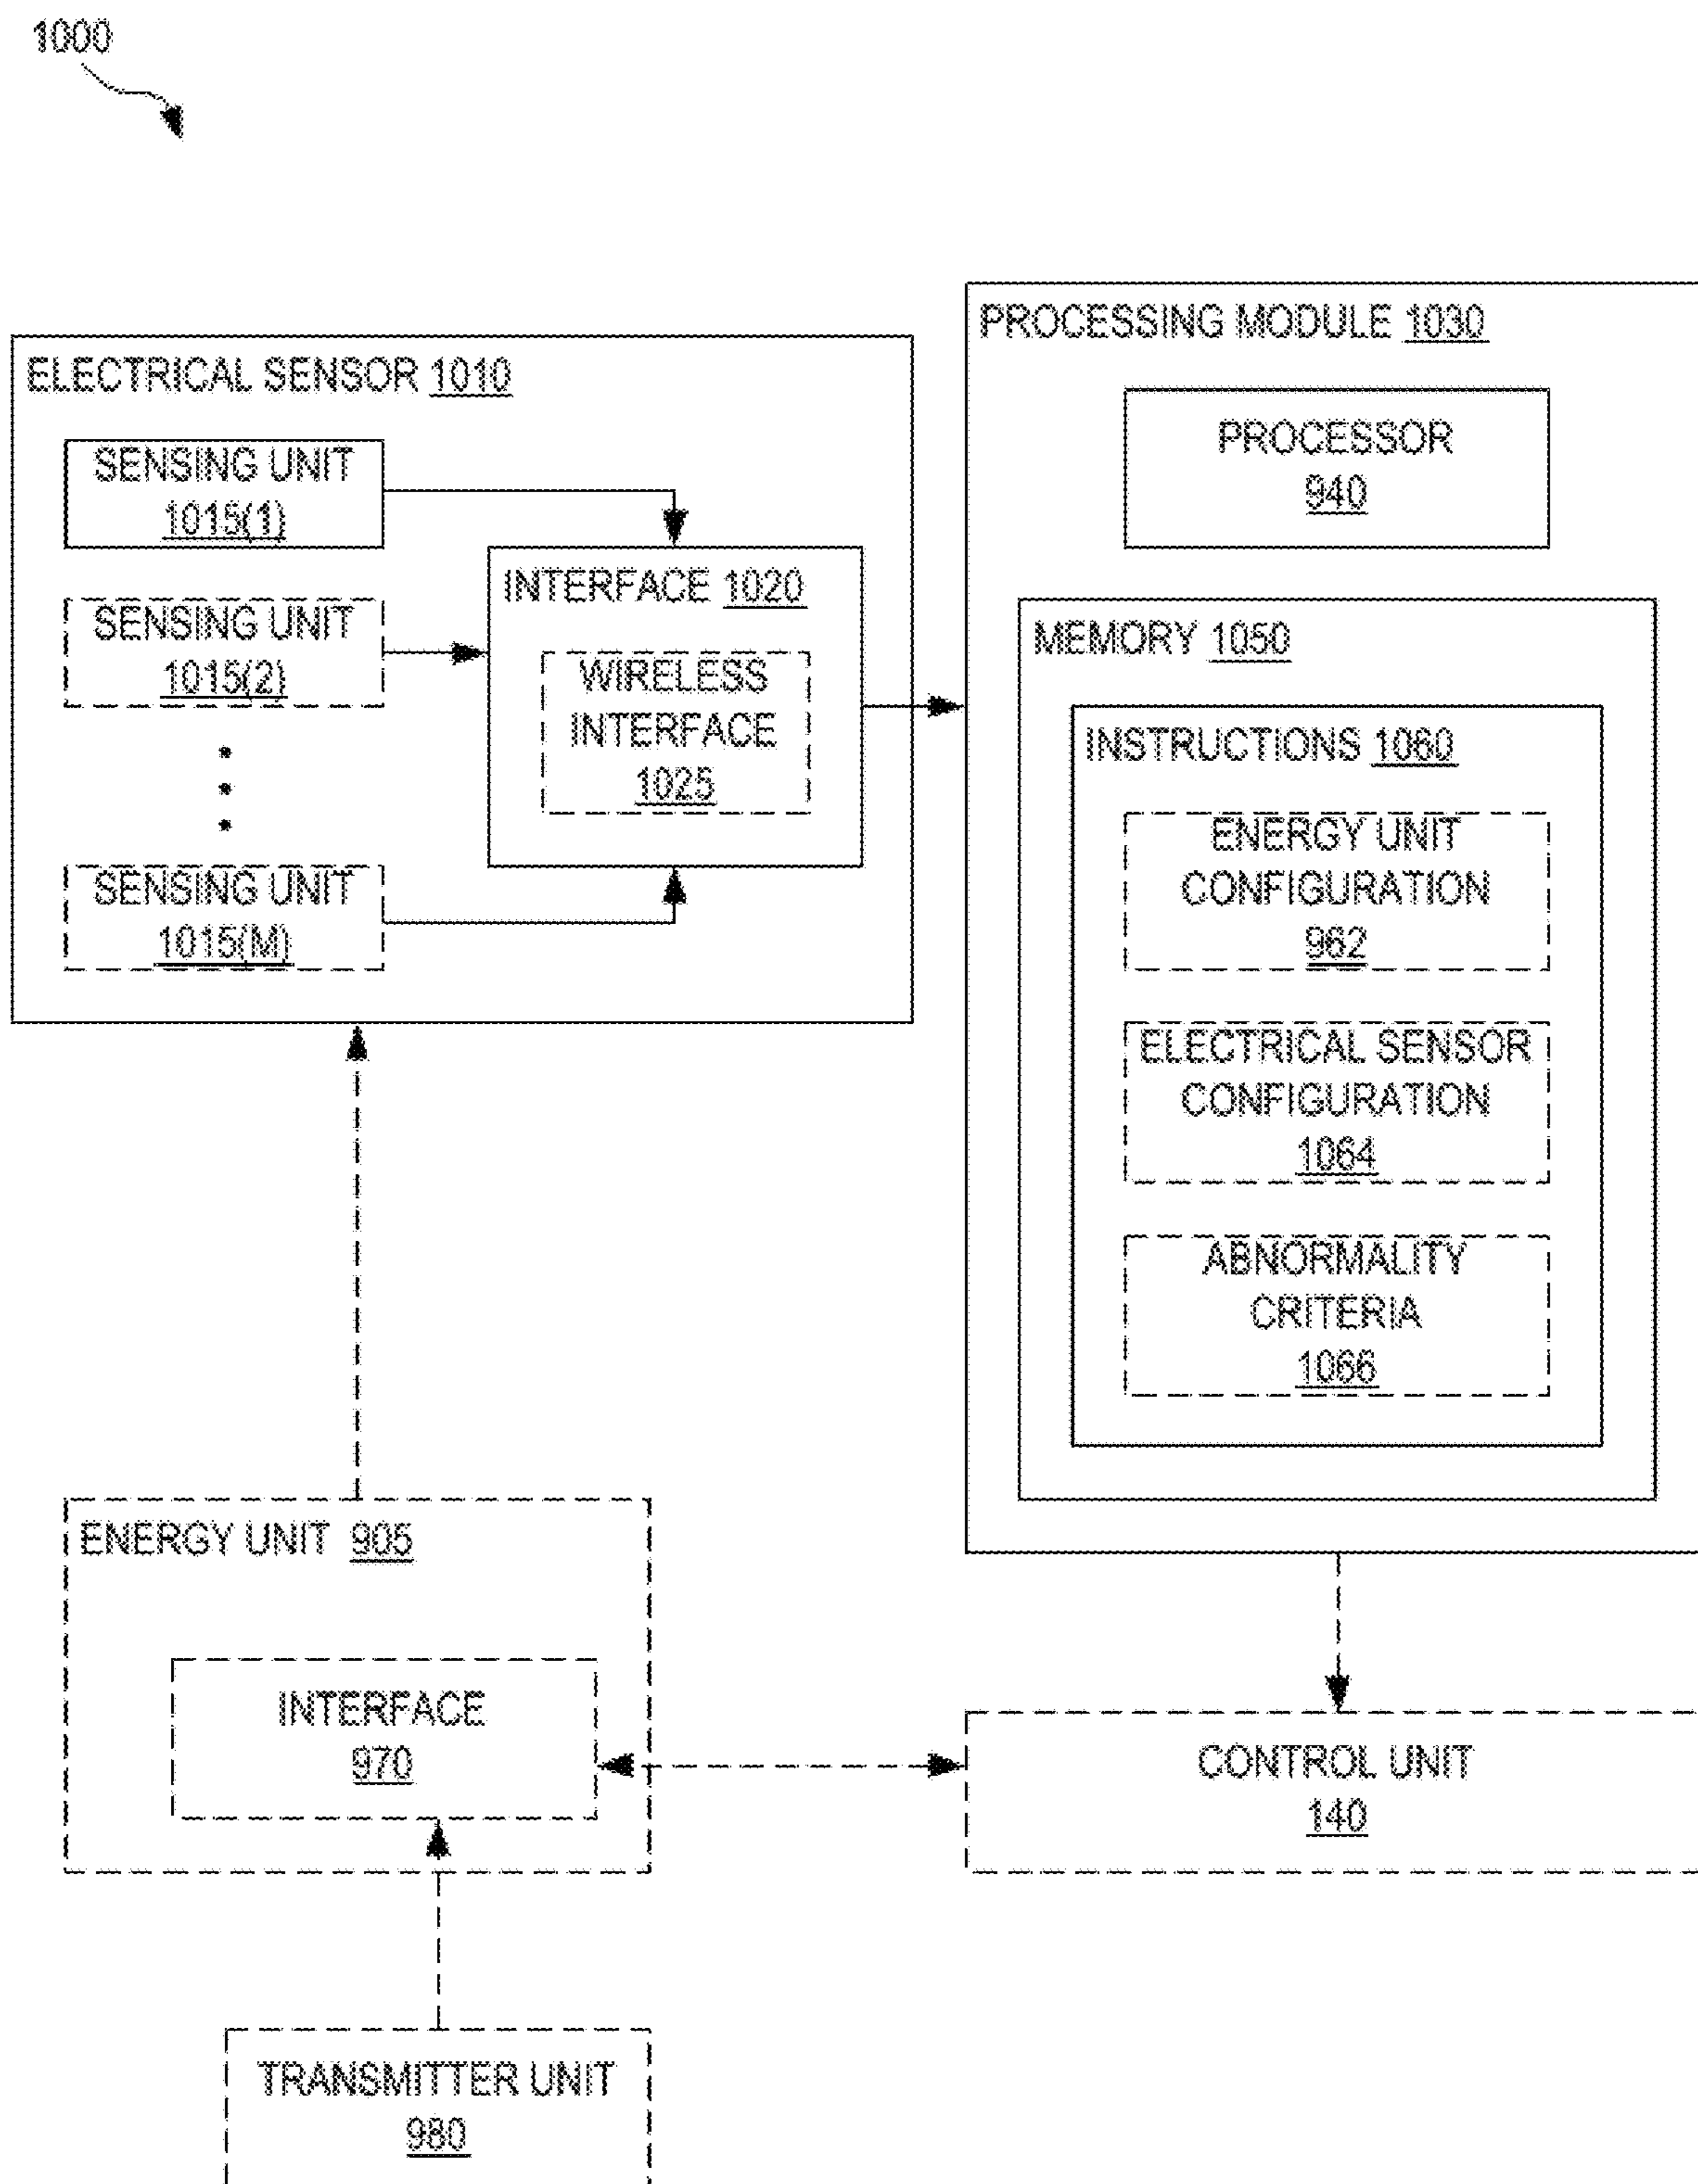 1000
ELECTRICAL SENSOR 1010
SENSING UNIT
1015(1)
SENSING UNIT
1015(2)
SENSING UNIT
1015(M)
INTERFACE 1020
WIRELESS
INTERFACE
1025
PROCESSING MODULE 1030
PROCESSOR
940
MEMORY 1050
INSTRUCTIONS 1060
ENERGY UNIT
CONFIGURATION
962
ELECTRICAL SENSOR
CONFIGURATION
1064
ABNORMALITY
CRITERIA
1066
ENERGY UNIT 905
INTERFACE
970
CONTROL UNIT
140
TRANSMITTER UNIT
980